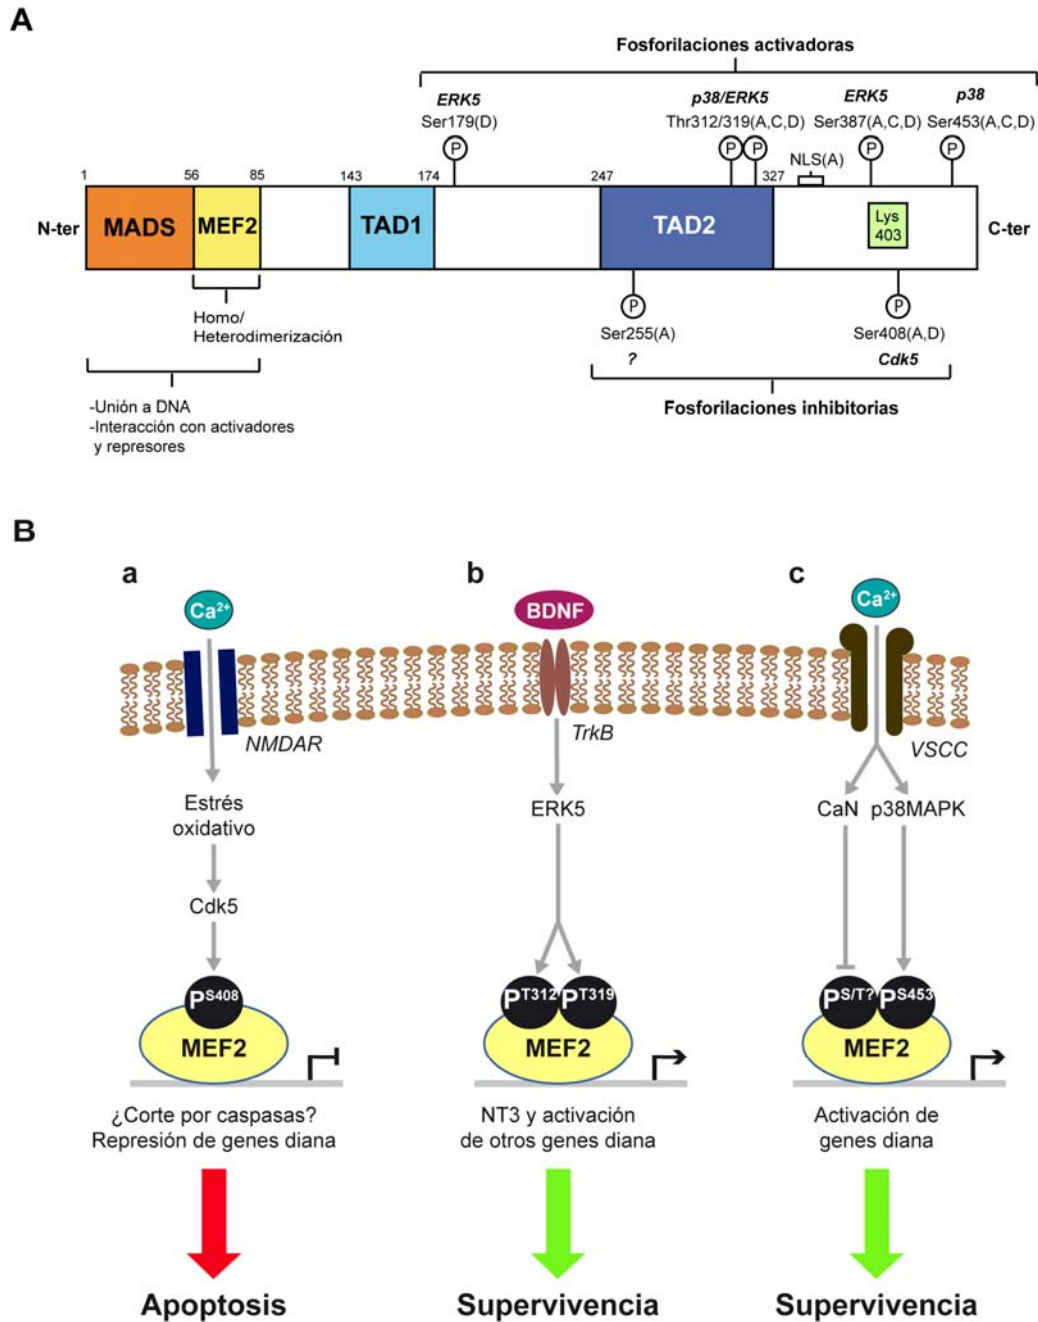 A
Fosforilaciones activadoras
ERK5
Ser179(D)
p38/ERK5
Thr312/319(A,C,D)
ERK5
Ser387(A,C,D)
p38
Ser453(A,C,D)
P
P
P
P
P
NLS(A)
1
56
85
143
174
247
327
N-ter
MADS
MEF2
TAD1
TAD2
Lys
403
C-ter
Homo/
Heterodimerización
P
Ser255(A)
?
P
Ser408(A,D)
Cdk5
Fosforilaciones inhibitorias
-Unión a DNA
-Interacción con activadores
y represores
B
a
Ca2+
NMDAR
Estrés
oxidativo
Cdk5
PS408
MEF2
¿Corte por caspasas?
Represión de genes diana
Apoptosis
b
BDNF
TrkB
ERK5
PT312
PT319
MEF2
NT3 y activación
de otros genes diana
Supervivencia
c
Ca2+
VSCC
CaN
p38MAPK
PS/T?
PS453
MEF2
Activación de
genes diana
Supervivencia